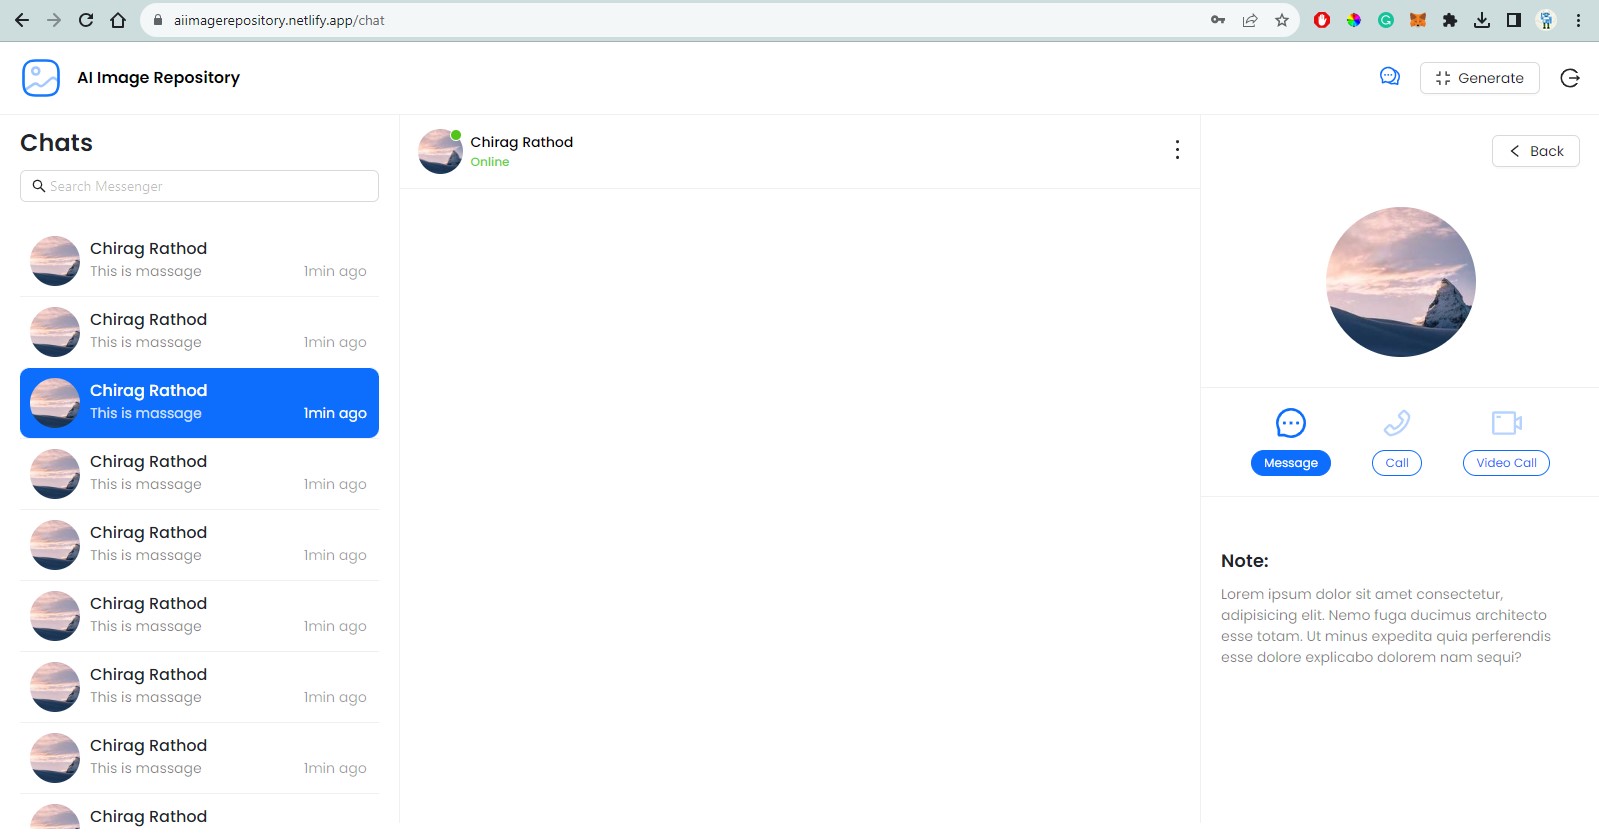 aiimagerepository.netlify.app/chat
AI Image Repository
Generate
Chats
Search Messenger
Chirag Rathod
This is massage 1min ago
Chirag Rathod
This is massage 1min ago
Chirag Rathod
This is massage 1min ago
Chirag Rathod
This is massage 1min ago
Chirag Rathod
This is massage 1min ago
Chirag Rathod
This is massage 1min ago
Chirag Rathod
This is massage 1min ago
Chirag Rathod
This is massage 1min ago
Chirag Rathod
Chirag Rathod
Online
Back
Message Call Video Call
Note:
Lorem ipsum dolor sit amet consectetur,
adipisicing elit. Nemo fuga ducimus architecto
esse totam. Ut minus expedita quia perferendis
esse dolore explicabo dolorem nam sequi?